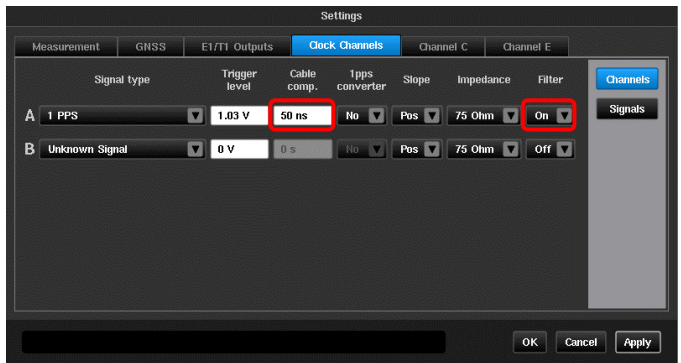 Settings
Measurement GNSS E1/T1 Outputs Clock Channels Channel C Channel E
Signal type Trigger level Cable comp. 1pps converter Slope Impedance Filter Channels
A 1 PPS 1.03 V 50 ns No Pos 75 Ohm On Signals
B Unknown Signal 0 V 0 s No Pos 75 Ohm Off
OK Cancel Apply